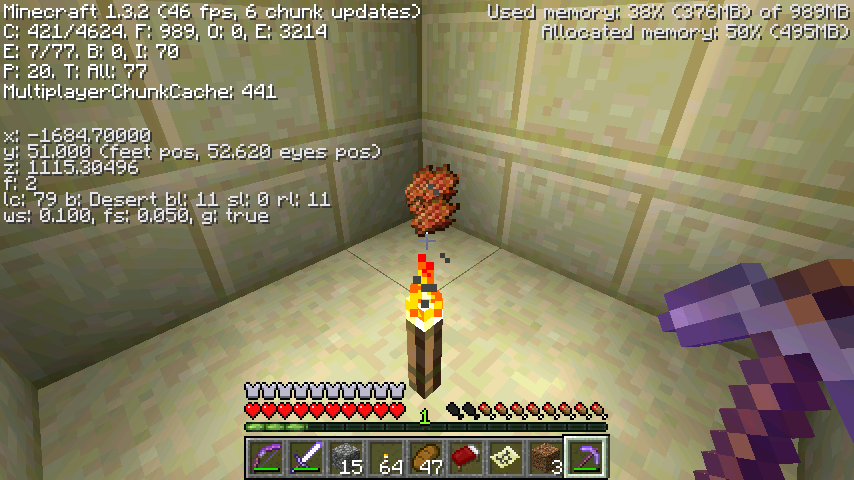 Minecraft 1.3.2 (46 fps, 6 chunk updates)
C: 421/4624. F: 989, O: 0, E: 3214
E: 7/77. B: 0, I: 70
P: 20. T: All: 77
MultiplayerChunkCache: 441
x: -1684.70000
y: 51.000 (feet pos, 52.620 eyes pos)
z: 1115.30496
f: 2
lc: 79 b: Desert bl: 11 sl: 0 rl: 11
ws: 0.100, fs: 0.050, g: true
Used memory: 38% (376MB) of 989MB
Allocated memory: 50% (495MB)
1
15
64
47
3